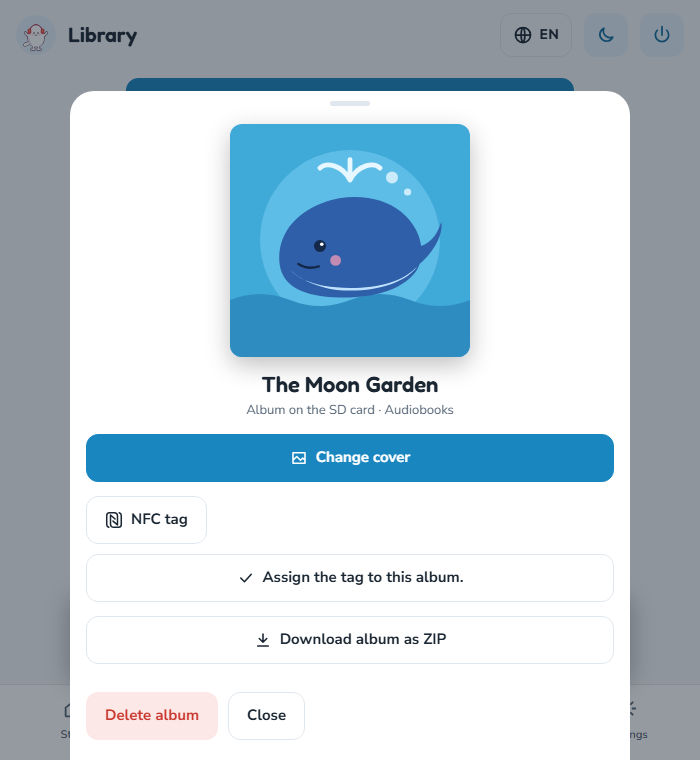 Library
EN
The Moon Garden
Album on the SD card · Audiobooks
Change cover
NFC tag
Assign the tag to this album.
Download album as ZIP
Delete album
Close